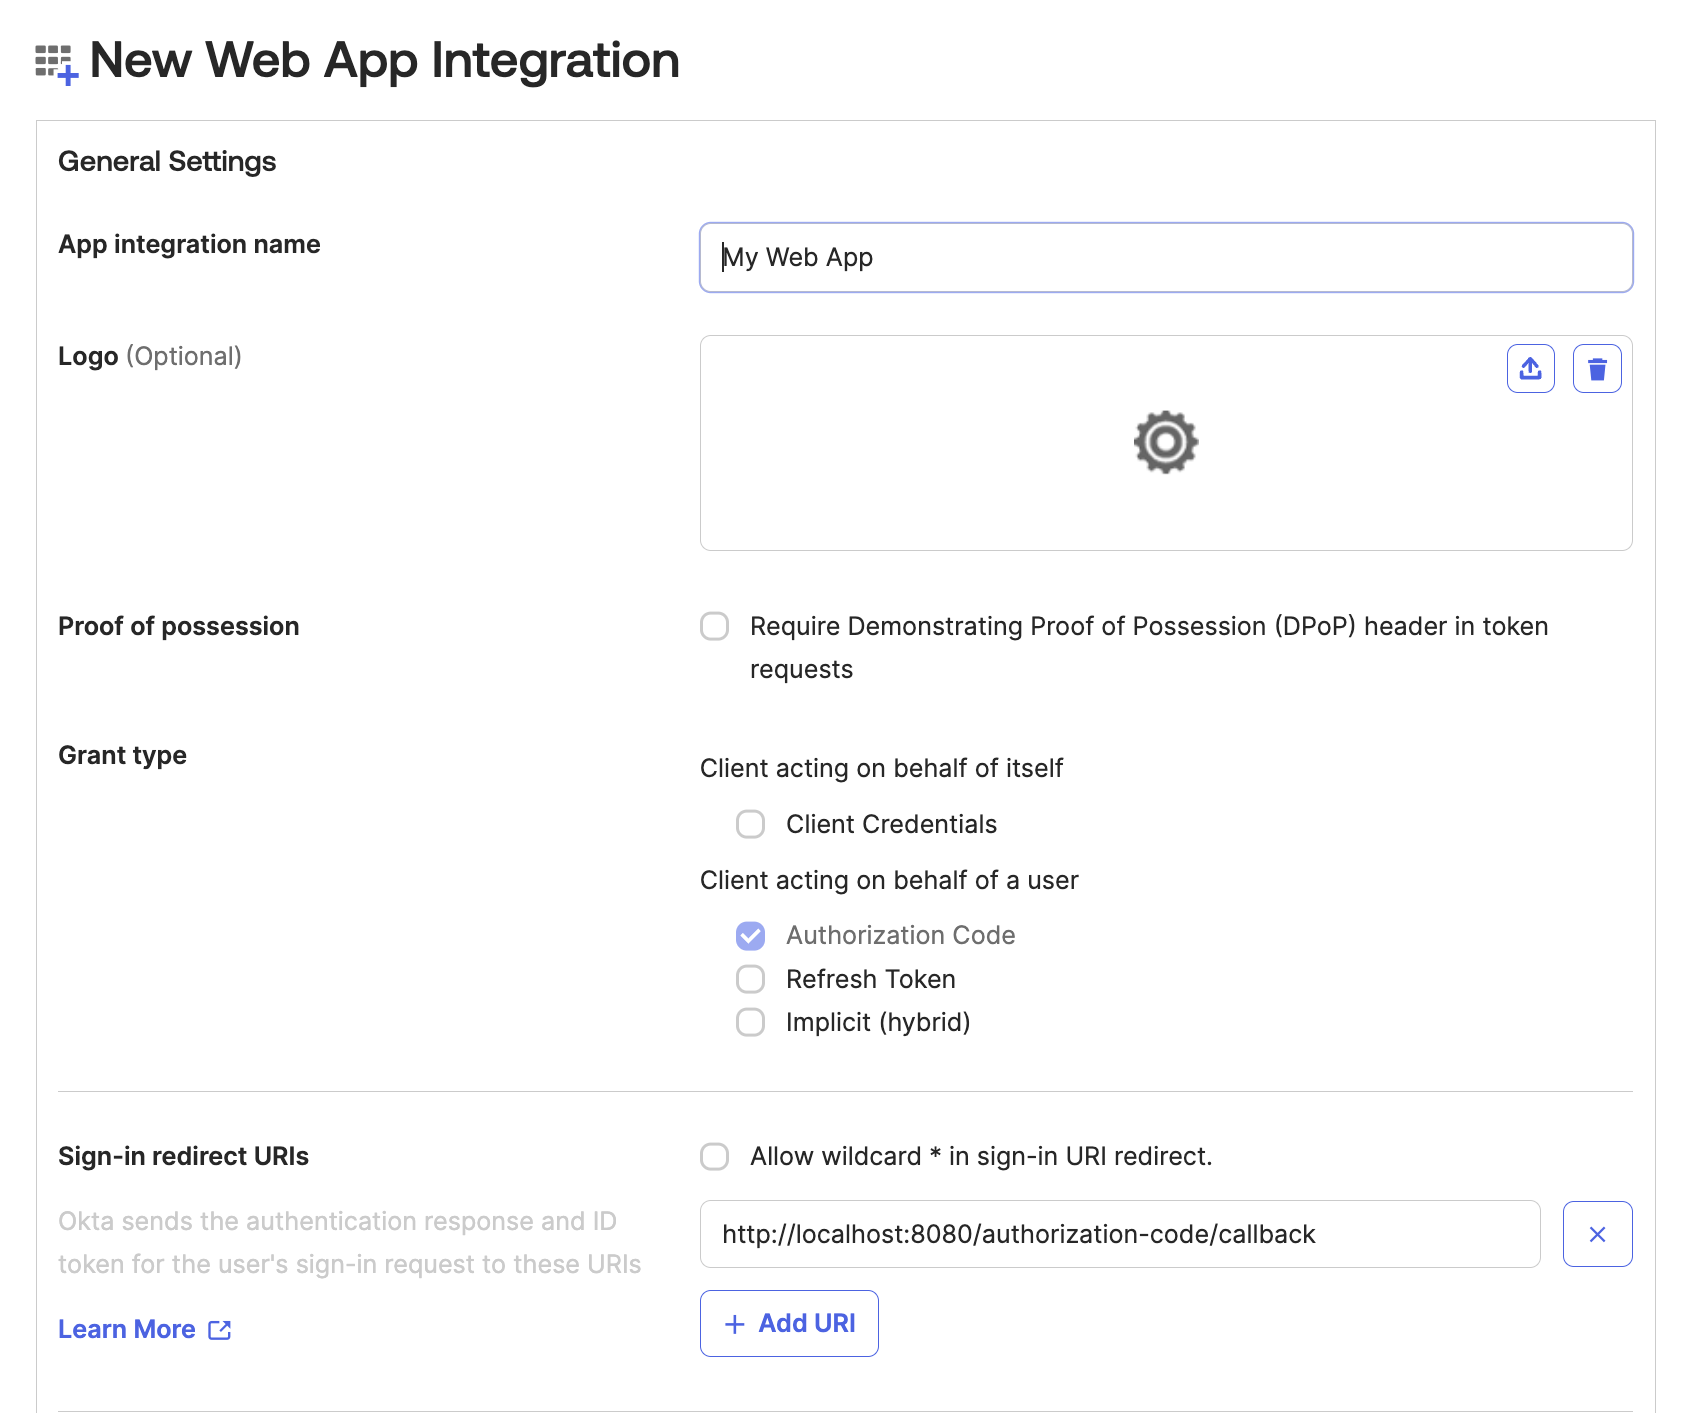 New Web App Integration
General Settings
App integration name
My Web App
Logo (Optional)
Proof of possession
Require Demonstrating Proof of Possession (DPoP) header in token
requests
Grant type
Client acting on behalf of itself
Client Credentials
Client acting on behalf of a user
Authorization Code
Refresh Token
Implicit (hybrid)
Sign-in redirect URIs
Allow wildcard * in sign-in URI redirect.
Okta sends the authentication response and ID
token for the user's sign-in request to these URIs
http://localhost:8080/authorization-code/callback
Learn More
+ Add URI